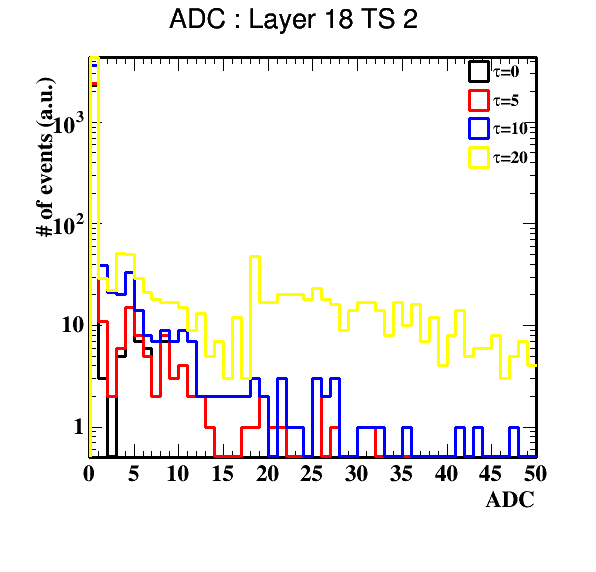 ADC : Layer 18 TS 2
# of events (a.u.)
10³
10²
10
1
τ=0
τ=5
τ=10
τ=20
0 5 10 15 20 25 30 35 40 45 50
ADC